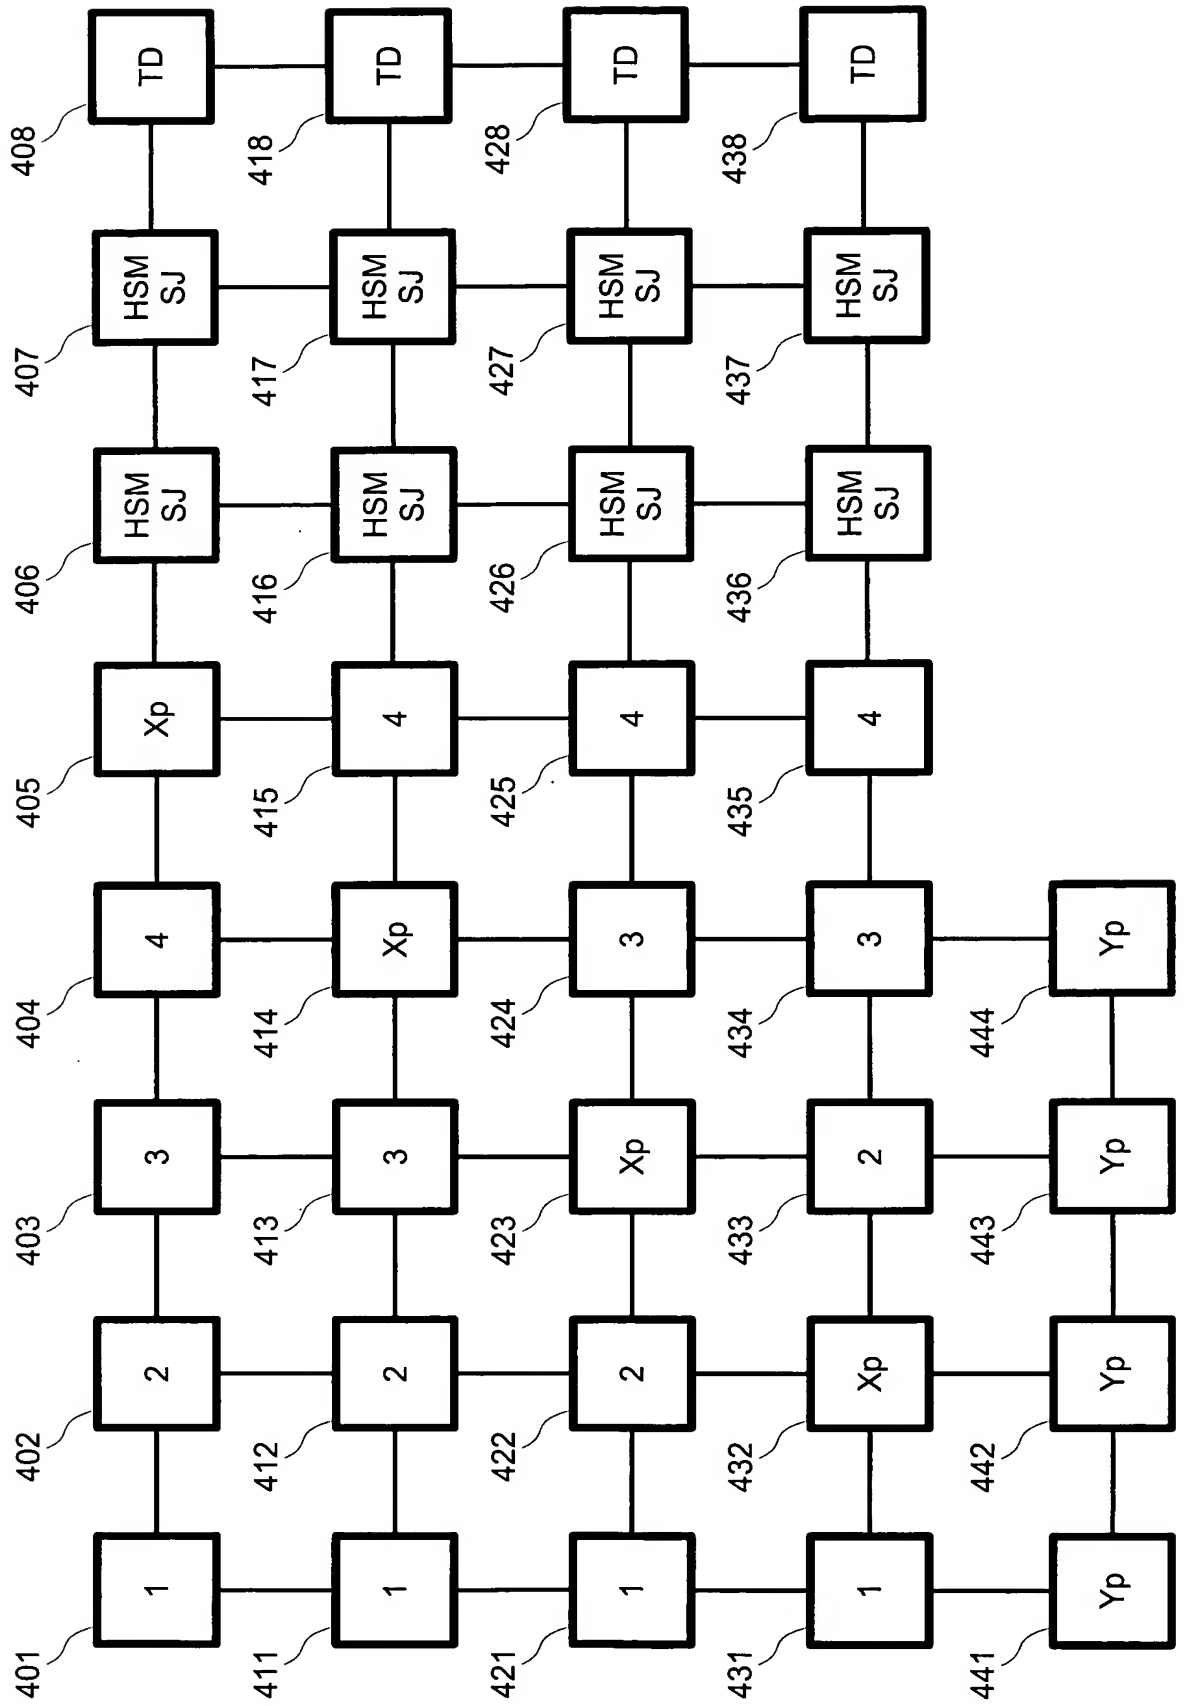 401 402 403 404 405 406 407 408
1 2 3 4 Xp HSM SJ HSM SJ TD
411 412 413 414 415 416 417 418
1 2 3 Xp 4 HSM SJ HSM SJ TD
421 422 423 424 425 426 427 428
1 2 Xp 3 4 HSM SJ HSM SJ TD
431 432 433 434 435 436 437 438
1 Xp 2 3 4 HSM SJ HSM SJ TD
441 442 443 444
Yp Yp Yp Yp